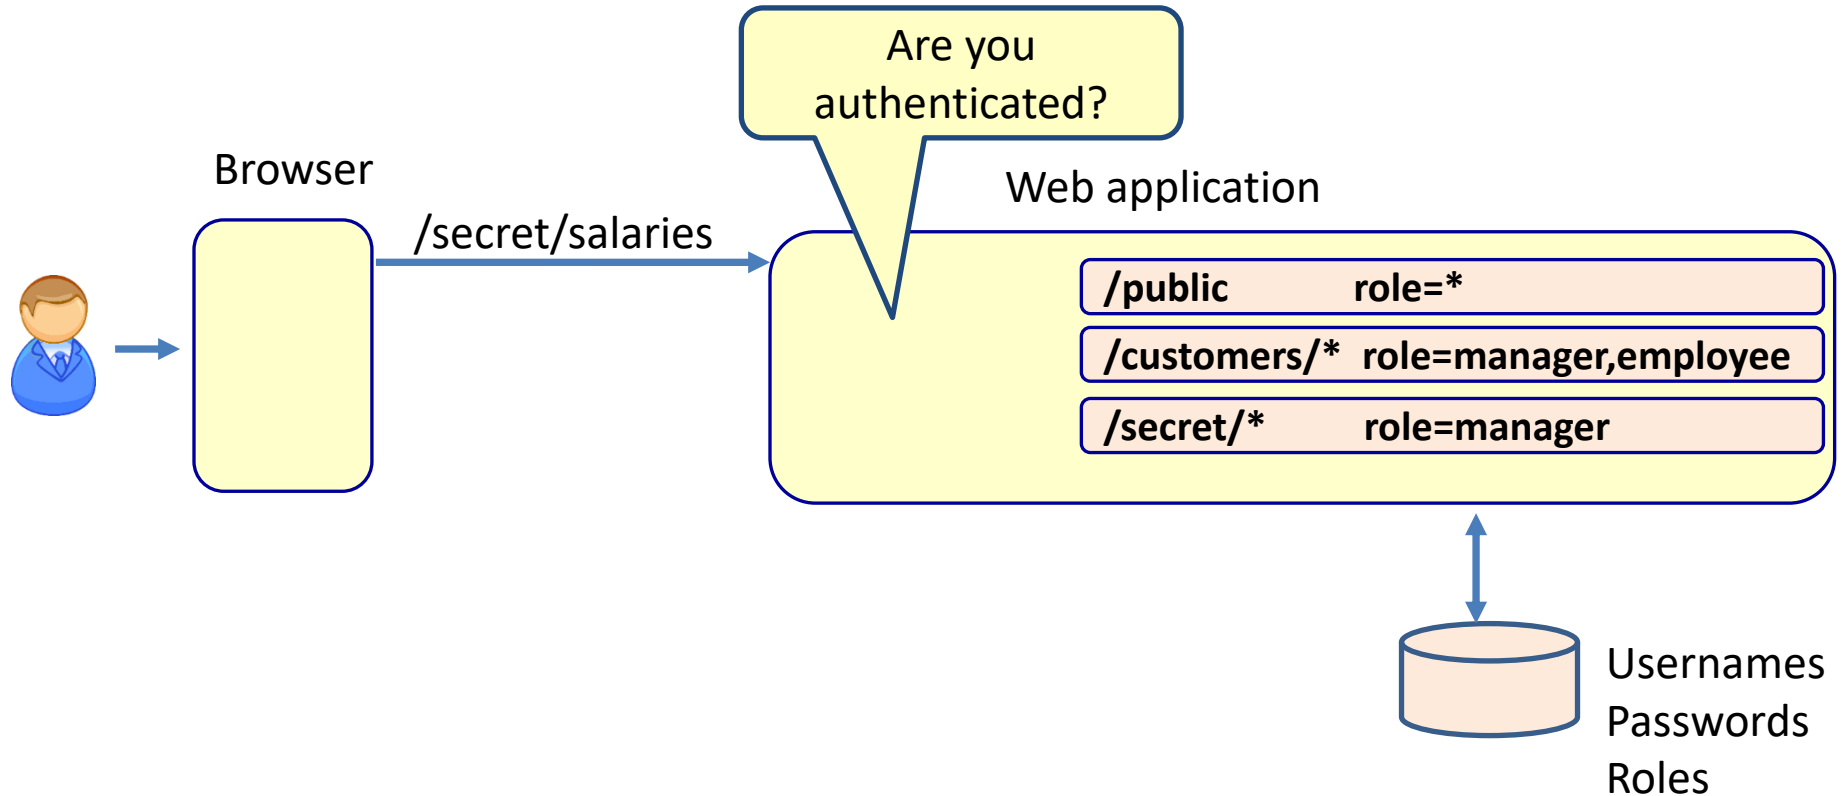 Are you
authenticated?
Browser
Web application
/secret/salaries
/public role=*
/customers/* role=manager,employee
/secret/* role=manager
Usernames
Passwords
Roles